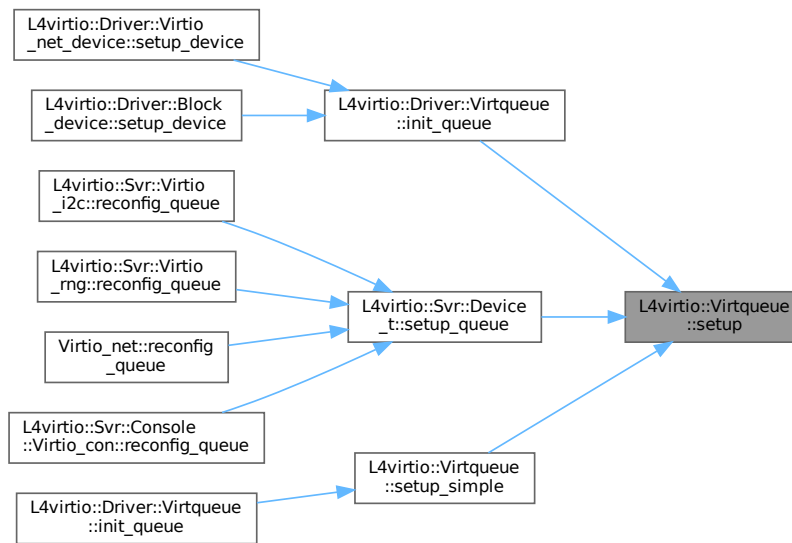 L4virtio::Driver::Virtio
_net_device::setup_device
L4virtio::Driver::Block
_device::setup_device
L4virtio::Driver::Virtqueue
::init_queue
L4virtio::Svr::Virtio
_i2c::reconfig_queue
L4virtio::Svr::Virtio
_rng::reconfig_queue
L4virtio::Svr::Device
_t::setup_queue
L4virtio::Virtqueue
::setup
Virtio_net::reconfig
_queue
L4virtio::Svr::Console
::Virtio_con::reconfig_queue
L4virtio::Virtqueue
::setup_simple
L4virtio::Driver::Virtqueue
::init_queue